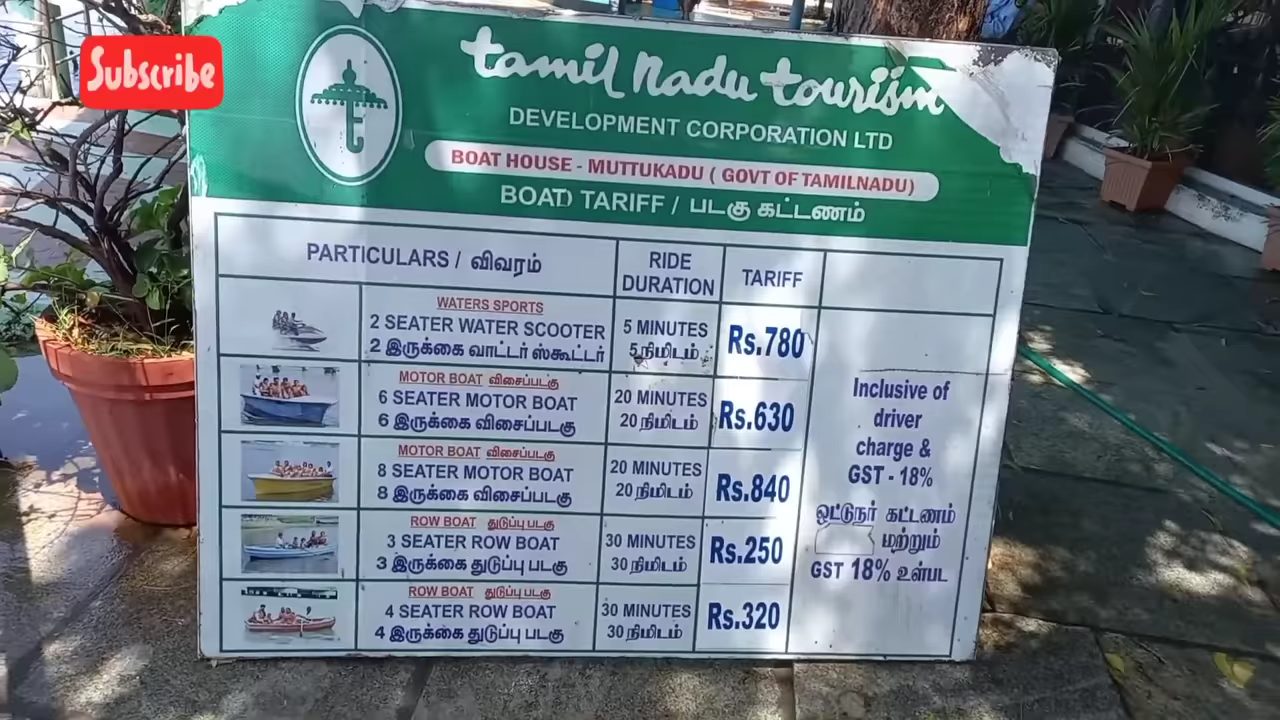 Subscribe
tamil nadu tourism
DEVELOPMENT CORPORATION LTD
BOAT HOUSE - MUTTUKADU ( GOVT OF TAMILNADU)
BOAT TARIFF / படகு கட்டணம்
PARTICULARS / விவரம்
RIDE
DURATION
TARIFF
WATERS SPORTS
2 SEATER WATER SCOOTER
2 இருக்கை வாட்டர் ஸ்கூட்டர்
5 MINUTES
5 நிமிடம்
Rs.780
MOTOR BOAT விசைப்படகு
6 SEATER MOTOR BOAT
6 இருக்கை விசைப்படகு
20 MINUTES
20 நிமிடம்
Rs.630
MOTOR BOAT விசைப்படகு
8 SEATER MOTOR BOAT
8 இருக்கை விசைப்படகு
20 MINUTES
20 நிமிடம்
Rs.840
ROW BOAT துடுப்பு படகு
3 SEATER ROW BOAT
3 இருக்கை துடுப்பு படகு
30 MINUTES
30 நிமிடம்
Rs.250
ROW BOAT துடுப்பு படகு
4 SEATER ROW BOAT
4 இருக்கை துடுப்பு படகு
30 MINUTES
30 நிமிடம்
Rs.320
Inclusive of
driver
charge &
GST - 18%
ஓட்டுநர் கட்டணம்
மற்றும்
GST 18% உள்பட